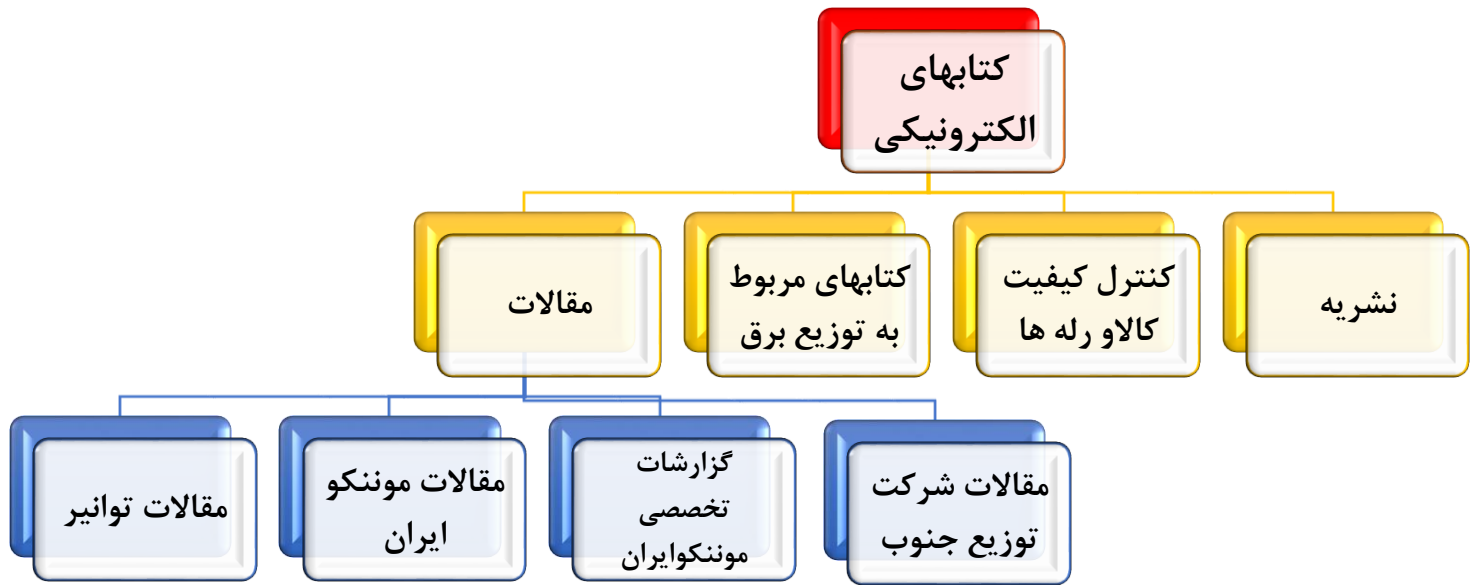 کتابهای
الکترونیکی
نشریه
کنترل کیفیت
کالاو رله ها
کتابهای مربوط
به توزیع برق
مقالات
مقالات شرکت
توزیع جنوب
گزارشات
تخصصی
موننکوایران
مقالات موننکو
ایران
مقالات توانیر